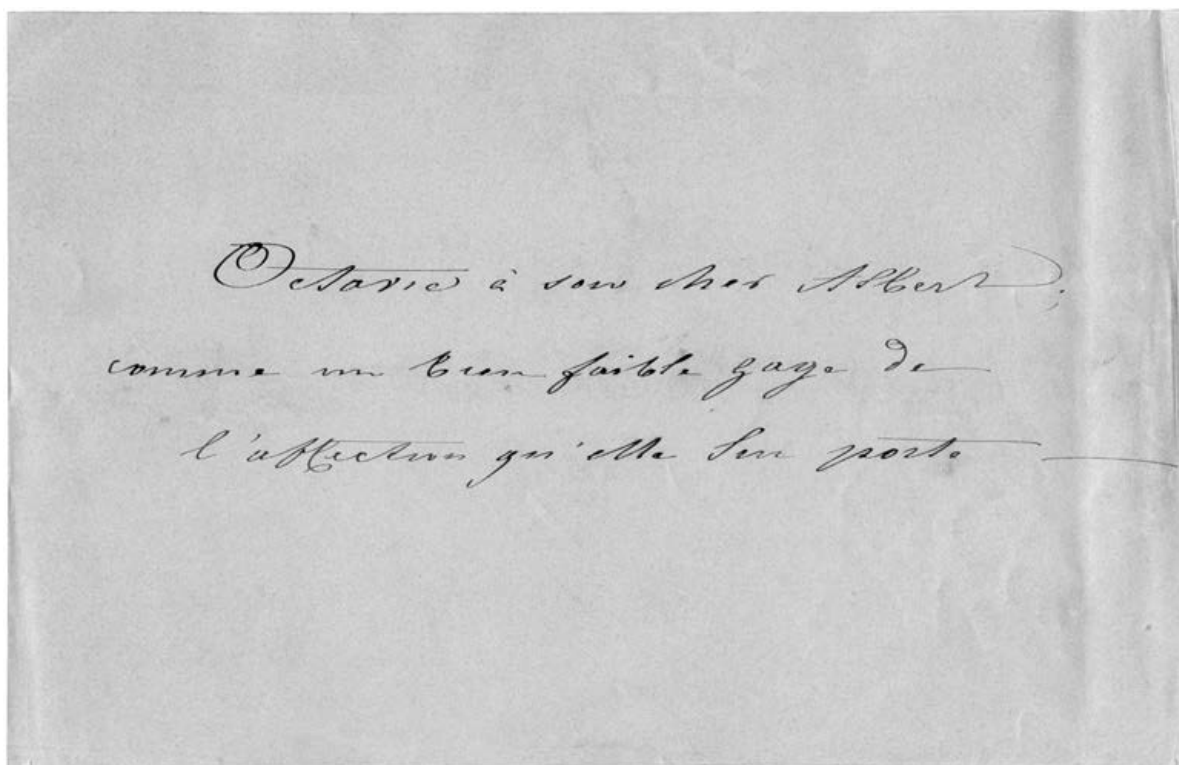 Octavie à son cher Albert ;
comme un bien faible gage de
l'affection qu'elle lui porte —